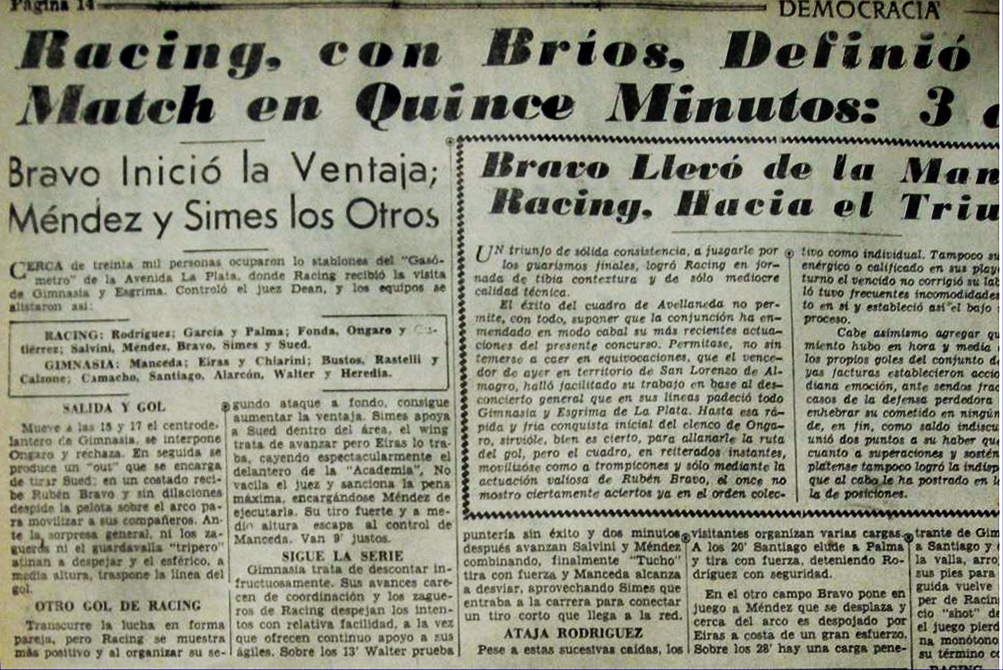 Página 14
DEMOCRACIA
Racing, con Bríos, Definió
Match en Quince Minutos: 3
Bravo Inició la Ventaja;
Méndez y Simes los Otros
CERCA de treinta mil personas ocuparon lo stablones del "Gasó-
metro" de la Avenida La Plata, donde Racing recibió la visita
de Gimnasia y Esgrima. Controló el juez Dean, y los equipos se
alistaron así:
RACING: Rodríguez; García y Palma; Fonda, Ongaro y
tiérrez; Salvini, Méndez, Bravo, Simes y Sued.
GIMNASIA: Manceda; Eiras y Chiarini; Bustos, Rastelli y
Calzone; Camacho, Santiago, Alarcón, Walter y Heredia.
SALIDA Y GOL
Mueve a las 15 y 17 el centrode-
lantero de Gimnasia, se interpone
Ongaro y rechaza. En seguida se
produce un "out" que se encarga
de tirar Sued; en un costado reci-
be Rubén Bravo y sin dilaciones
despide la pelota sobre el arco pa-
ra movilizar a sus compañeros. An-
te la sorpresa general, ni los za-
gueros ni el guardavalla "tripero"
atinan a despejar y el esférico, a
media altura, traspone la línea del
gol.
OTRO GOL DE RACING
Transcurre la lucha en forma
pareja, pero Racing se muestra
más positivo y al organizar su se-
gundo ataque a fondo, consigue
aumentar la ventaja. Simes apoya
a Sued dentro del área, el wing
trata de avanzar pero Eiras lo tra-
ba, cayendo espectacularmente el
delantero de la "Academia", No
vacila el juez y sanciona la pena
máxima, encargándose Méndez de
ejecutarla. Su tiro fuerte y a me-
dia altura escapa al control de
Manceda. Van 9' justos.
SIGUE LA SERIE
Gimnasia trata de descontar in-
fructuosamente. Sus avances care-
cen de coordinación y los zague-
ros de Racing despejan los inten-
tos con relativa facilidad, a la vez
que ofrecen continuo apoyo a sus
ágiles. Sobre los 13' Walter prueba
Bravo Llevó de la Man
Racing, Hacia el Triu
UN triunfo de sólida consistencia, a juzgarle por
los guarismos finales, logró Racing en jor-
nada de tibia contextura y de sólo mediocre
calidad técnica.
El éxito del cuadro de Avellaneda no per-
mite, con todo, suponer que la conjunción ha en-
mendado en modo cabal su más recientes actua-
ciones del presente concurso. Permítase, no sin
temerse a caer en equivocaciones, que el vence-
dor de ayer en territorio de San Lorenzo de Al-
magro, halló facilitado su trabajo en base al des-
concierto general que en sus líneas padeció todo
Gimnasia y Esgrima de La Plata. Hasta esa rá-
pida y fría conquista inicial del elenco de Onga-
ro, sirvióle, bien es cierto, para allanarle la ruta
del gol, pero el cuadro, en reiterados instantes,
movilizóse como a trompicones y sólo mediante la
actuación valiosa de Rubén Bravo, el once no
mostro ciertamente aciertos ya en el orden colec-
tivo como individual. Tampoco su
enérgico o calificado en sus play
turno el vencido no corrigió su lab
ló tuvo frecuentes incomodidades
to en sí y estableció así el bajo
proceso.
Cabe asimismo agregar qu
miento hubo en hora y media
los propios goles del conjunto d
yas facturas establecieron accio
diana emoción, ante sendos fra
casos de la defensa perdedora
enhebrar su cometido en ningún
de, en fin, como saldo indiscu
unió dos puntos a su haber qu
cuanto a superaciones y sostén
platense tampoco logró la indisp
que al cabo le ha postrado en l
la de posiciones.
puntería sin éxito y dos minutos
después avanzan Salvini y Méndez
combinando, finalmente "Tucho"
tira con fuerza y Manceda alcanza
a desviar, aprovechando Simes que
entraba a la carrera para conectar
un tiro corto que llega a la red.
ATAJA RODRIGUEZ
Pese a estas sucesivas caídas, los
visitantes organizan varias cargas.
A los 20' Santiago elude a Palma
y tira con fuerza, deteniendo Ro-
dríguez con seguridad.
En el otro campo Bravo pone en
juego a Méndez que se desplaza y
cerca del arco es despojado por
Eiras a costa de un gran esfuerzo.
Sobre los 28' hay una carga pene-
trante de Gim
a Santiago y
la valla, arro
sus pies para
guida vuelve
per de Racin
do "shot" d
el juego pierd
na monótono
su término c